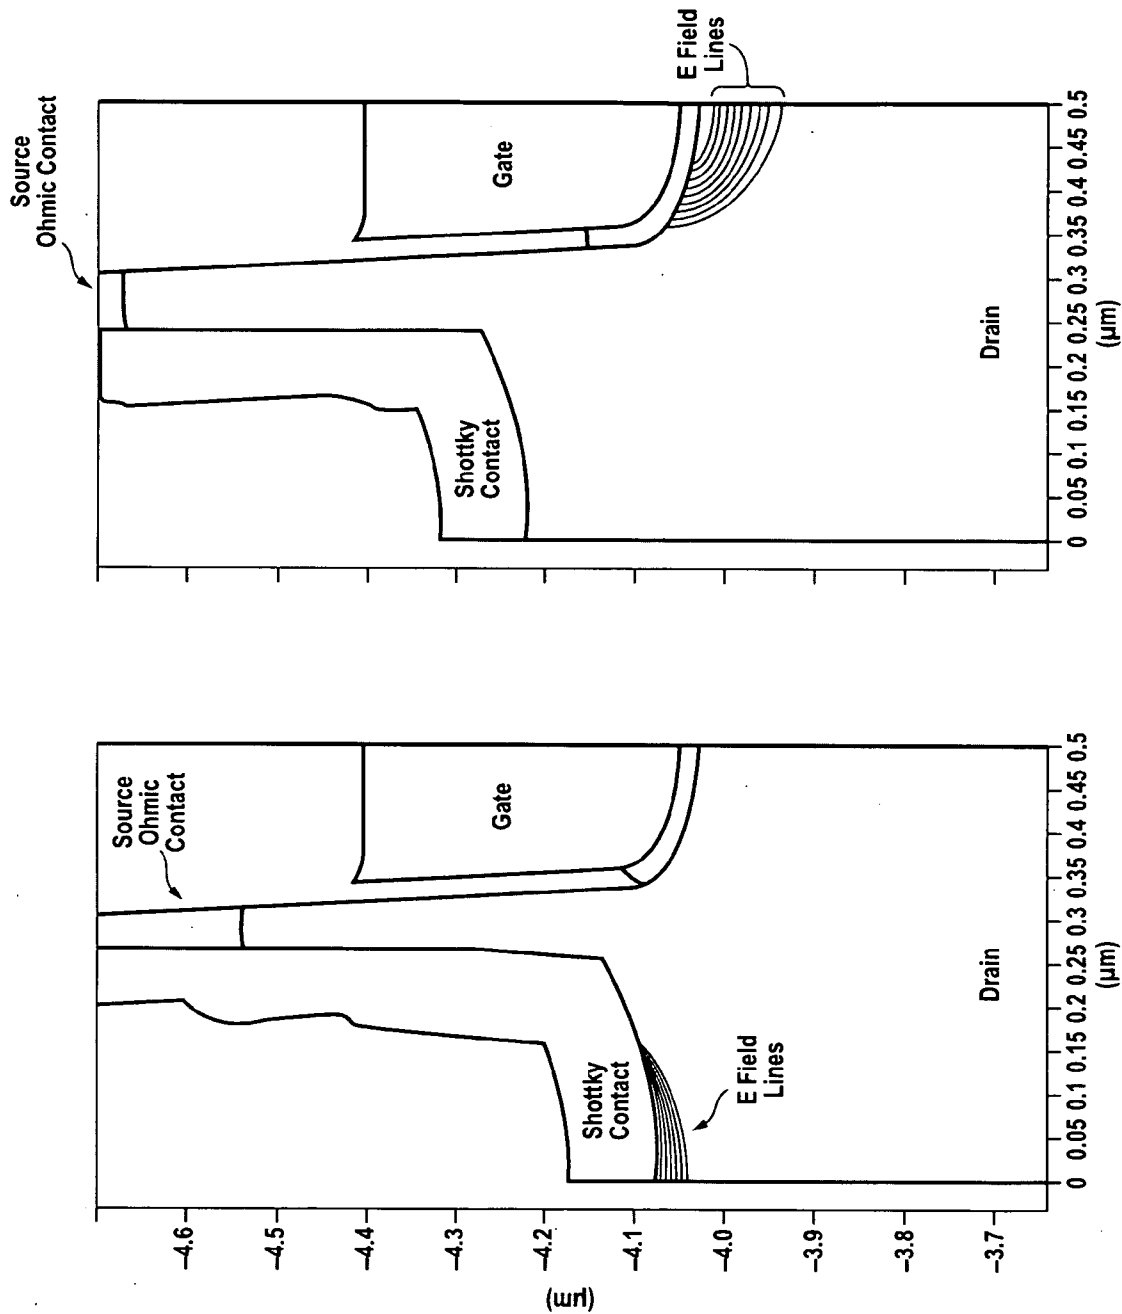 Source
Ohmic
Contact
Gate
Shottky
Contact
E Field
Lines
Drain
(µm)
−4.6
−4.5
−4.4
−4.3
−4.2
−4.1
−4.0
−3.9
−3.8
−3.7
0 0.05 0.1 0.15 0.2 0.25 0.3 0.35 0.4 0.45 0.5
(µm)
Source
Ohmic Contact
Gate
Shottky
Contact
E Field
Lines
Drain
0 0.05 0.1 0.15 0.2 0.25 0.3 0.35 0.4 0.45 0.5
(µm)